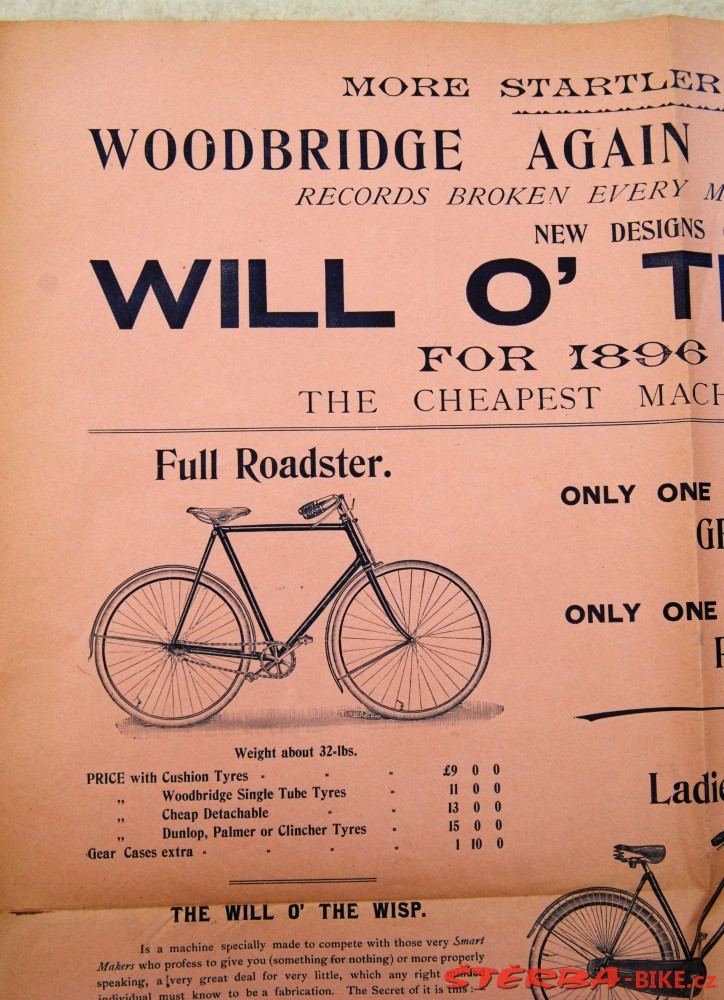 MORE STARTLER
WOODBRIDGE AGAIN
RECORDS BROKEN EVERY M
NEW DESIGNS
WILL O' T
FOR 1896
THE CHEAPEST MACH
Full Roadster.
ONLY ONE
GR
ONLY ONE
Weight about 32-lbs.
PRICE with Cushion Tyres - - - £9 0 0
„ Woodbridge Single Tube Tyres - 11 0 0
„ Cheap Detachable - - 13 0 0
„ Dunlop, Palmer or Clincher Tyres - 15 0 0
Gear Cases extra - - - - 1 10 0
Ladie
THE WILL O' THE WISP.
Is a machine specially made to compete with those very Smart
Makers who profess to give you (something for nothing) or more properly
speaking, a [very great deal for very little, which any right minded
individual must know to be a fabrication. The Secret of it is this :—
ŠTĚRBA-BIKE.cz